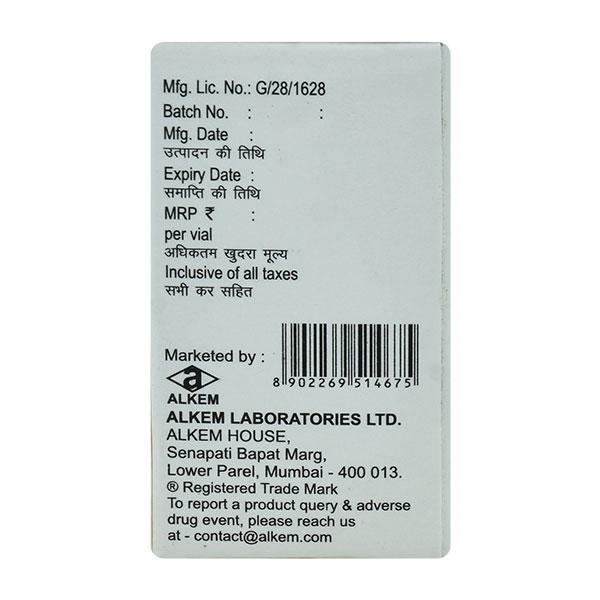 Mfg. Lic. No.: G/28/1628
Batch No. : :
Mfg. Date :
उत्पादन की तिथि
Expiry Date :
समाप्ति की तिथि
MRP ₹ :
per vial
अधिकतम खुदरा मूल्य
Inclusive of all taxes
सभी कर सहित
Marketed by :
8 902269 514675
a
ALKEM
ALKEM LABORATORIES LTD.
ALKEM HOUSE,
Senapati Bapat Marg,
Lower Parel, Mumbai - 400 013.
® Registered Trade Mark
To report a product query & adverse
drug event, please reach us
at - contact@alkem.com